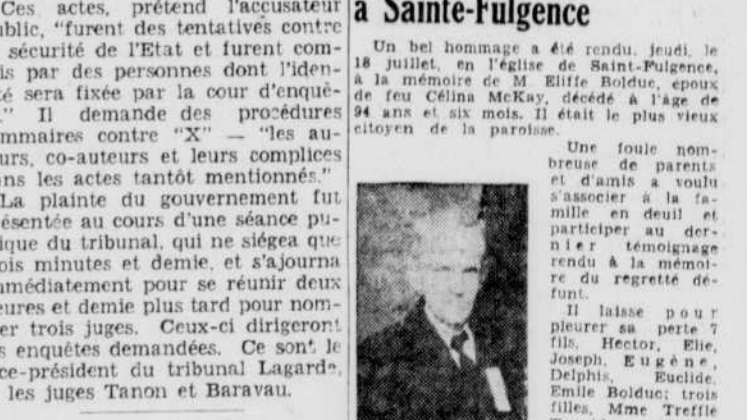 Ces actes, prétend l'accusateur
ublic, "furent des tentatives contre
sécurité de l'Etat et furent com-
is par des personnes dont l'iden-
té sera fixée par la cour d'enquê-
." Il demande des procédures
mmaires contre "X" — "les au-
urs, co-auteurs et leurs complices
ns les actes tantôt mentionnés."
La plainte du gouvernement fut
ésentée au cours d'une séance pu-
ique du tribunal, qui ne siégea que
ois minutes et demie, et s'ajourna
mmédiatement pour se réunir deux
eures et demie plus tard pour nom-
er trois juges. Ceux-ci dirigeront
s enquêtes demandées. Ce sont le
ce-président du tribunal Lagarde,
les juges Tanon et Baravau.
à Sainte-Fulgence
Un bel hommage a été rendu, jeudi, le
18 juillet, en l'église de Saint-Fulgence,
à la mémoire de M Eliffe Bolduc, époux
de feu Célina McKay, décédé à l'âge de
94 ans et six mois. Il était le plus vieux
citoyen de la paroisse.
Une foule nom-
breuse de parents
et d'amis a voulu
s'associer à la fa-
mille en deuil et
participer au der-
nier témoignage
rendu à la mémoi-
re du regretté dé-
funt.
Il laisse pour
pleurer sa perte 7
fils, Hector, Elie,
Joseph, Eugène,
Delphis, Euclide,
Emile Bolduc; trois
filles, Mme Treffle